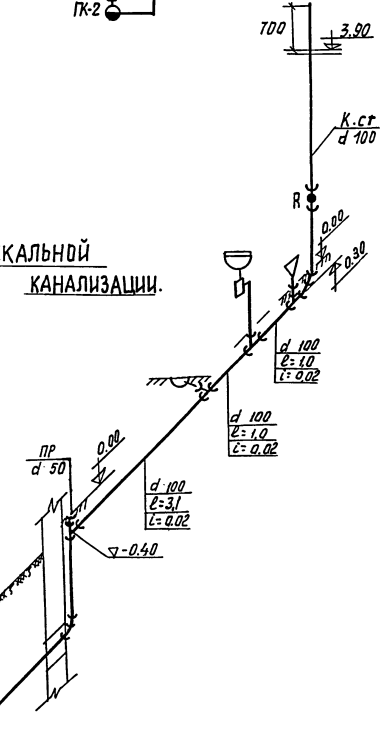 ПК-2
700
3.90
К.ст
d 100
R
0.00
0.30
КАЛЬНОЙ
КАНАЛИЗАЦИИ.
d 100
l=1,0
i=0,02
d 100
l=1,0
i=0,02
ПР
d 50
0.00
d 100
l=3,1
i=0.02
-0.40